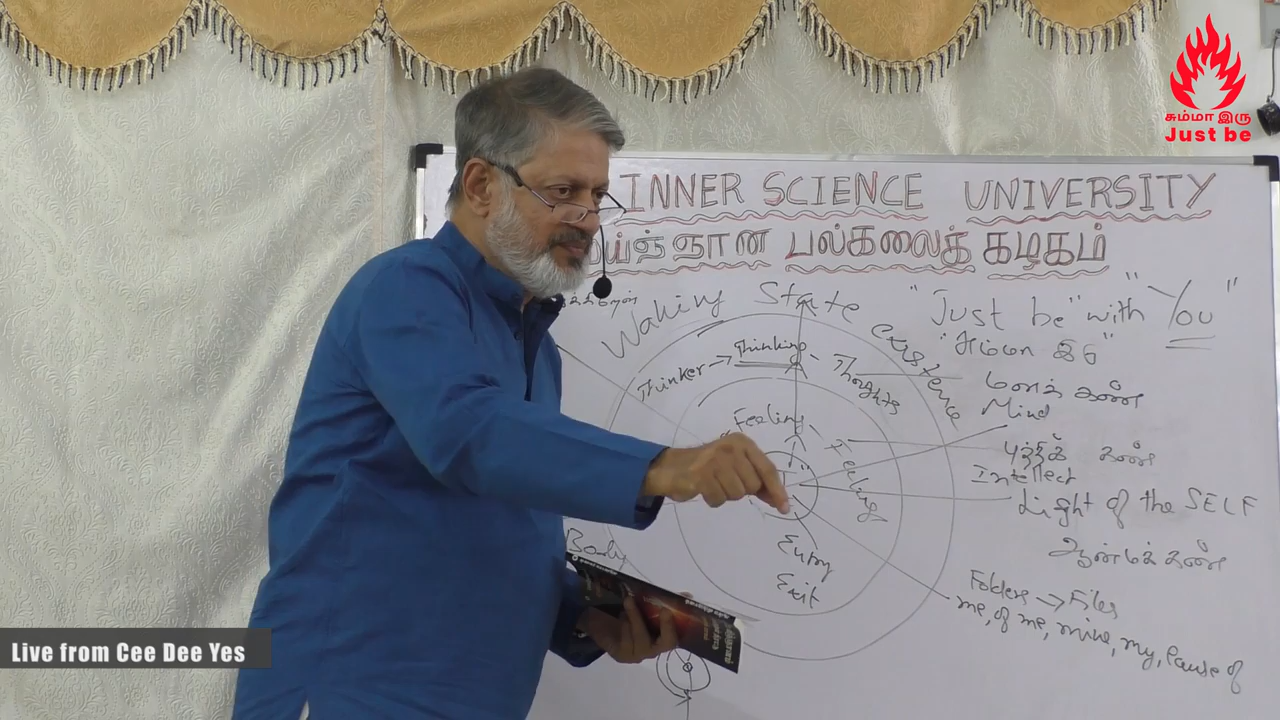 சும்மா இரு
Just be
INNER SCIENCE UNIVERSITY
ய்ஞ்ஞான பல்கலைக் கழகம்
Waking State existence
"Just be" "with "You"
"சும்மா இரு"
Thinker → Thinking - Thoughts
மனக் கண்
Mind
Feeling - Feeling
புத்திக் கண்
Intellect
I
Light of the SELF
ஆன்மக் கண்
Body
Entry
Exit
Folders → Files
me, of me, mine, my, cause of
Live from Cee Dee Yes